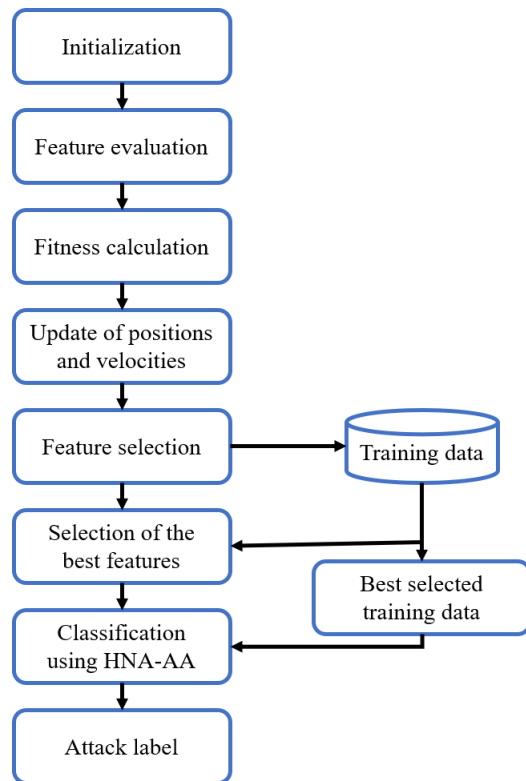 Initialization
Feature evaluation
Fitness calculation
Update of positions
and velocities
Feature selection
Training data
Selection of the
best features
Best selected
training data
Classification
using HNA-AA
Attack label